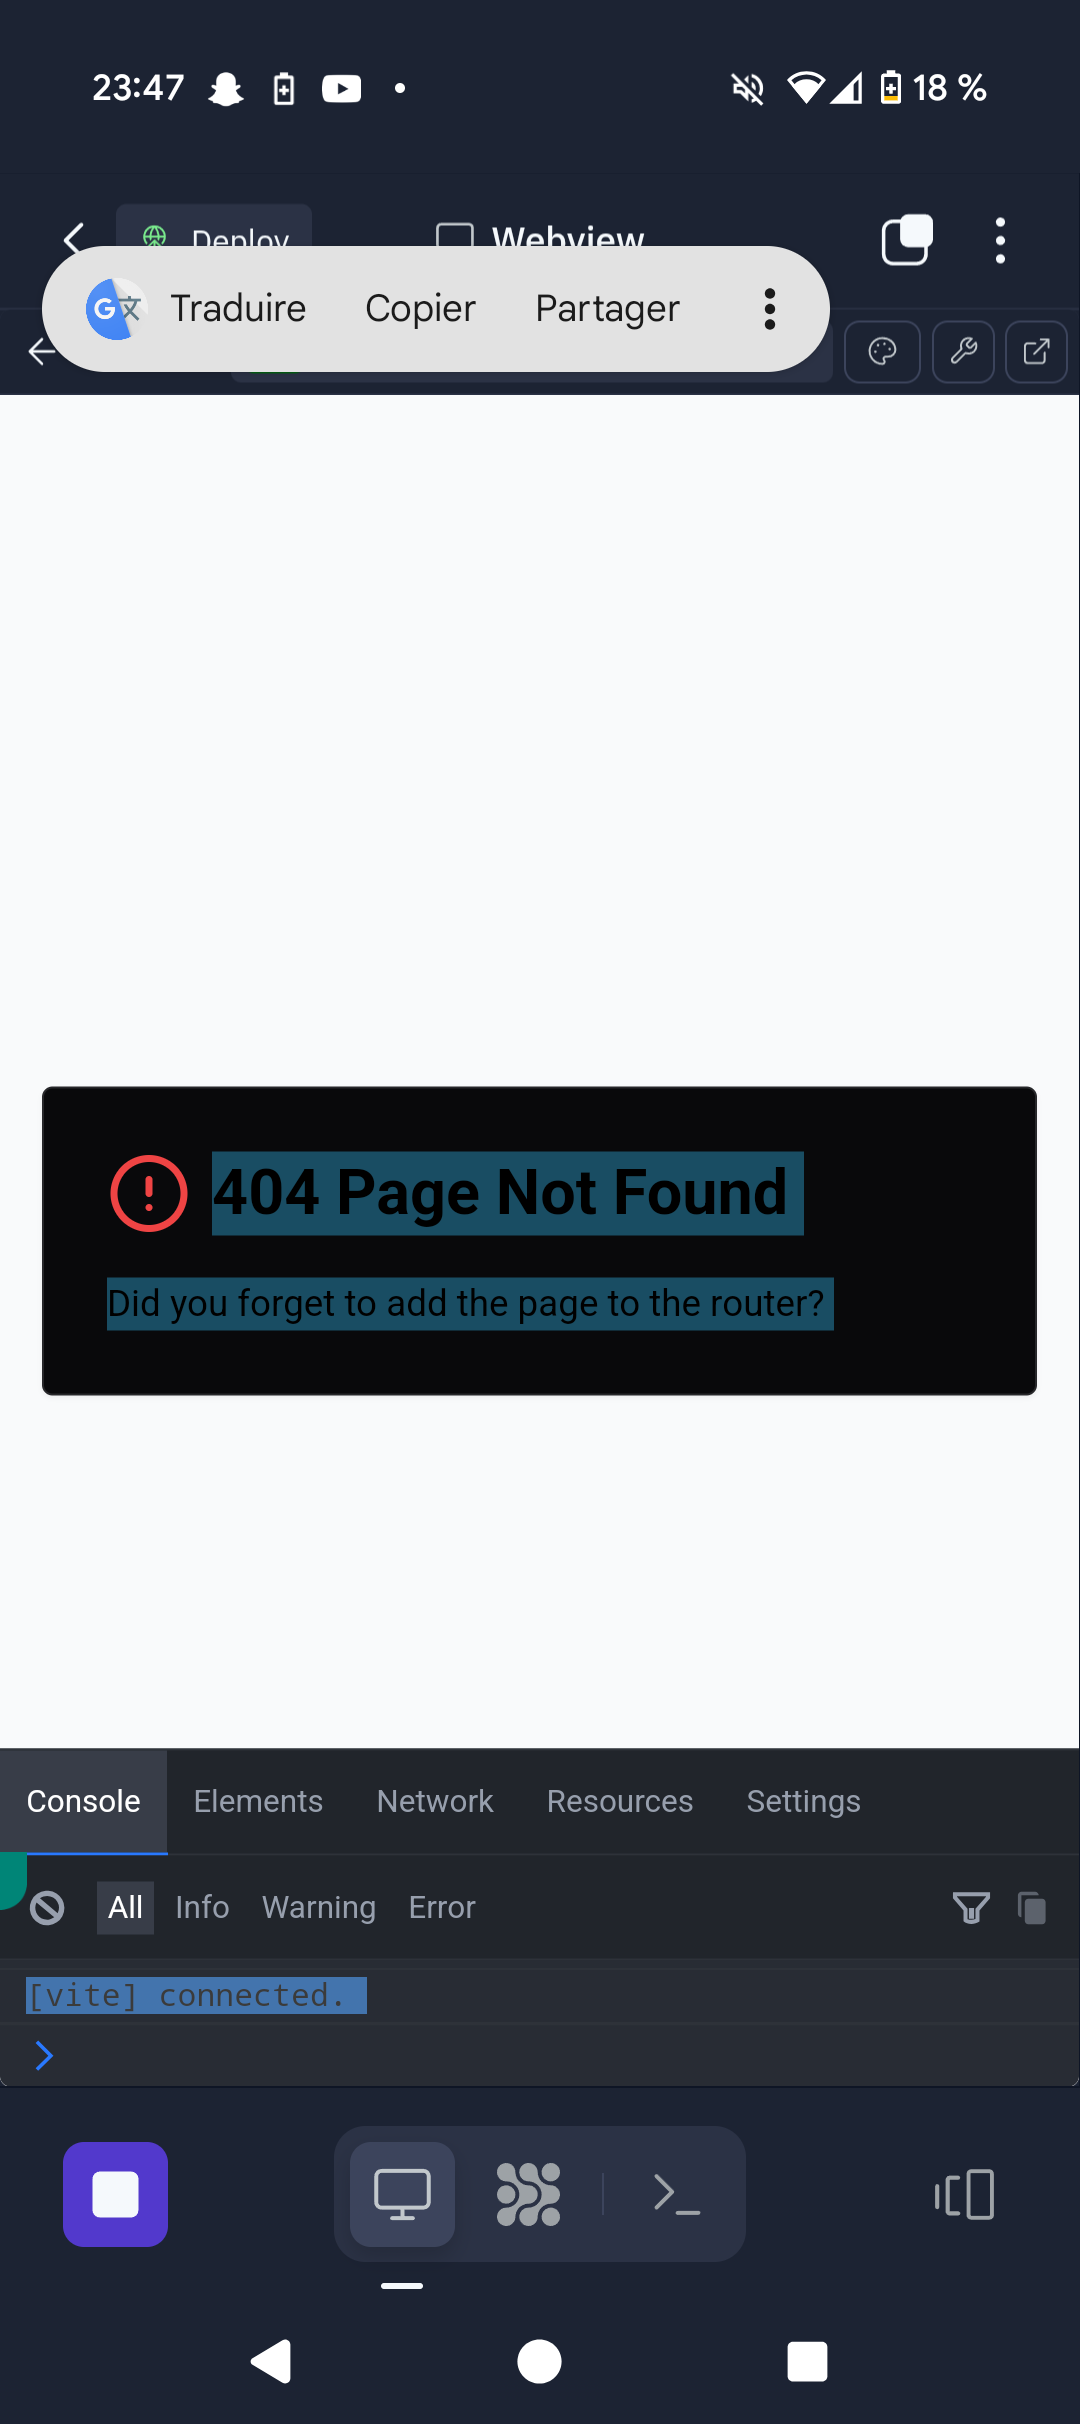 23:47
18 %
Deploy
Webview
Traduire
Copier
Partager
404 Page Not Found
Did you forget to add the page to the router?
Console
Elements
Network
Resources
Settings
All
Info
Warning
Error
[vite] connected.